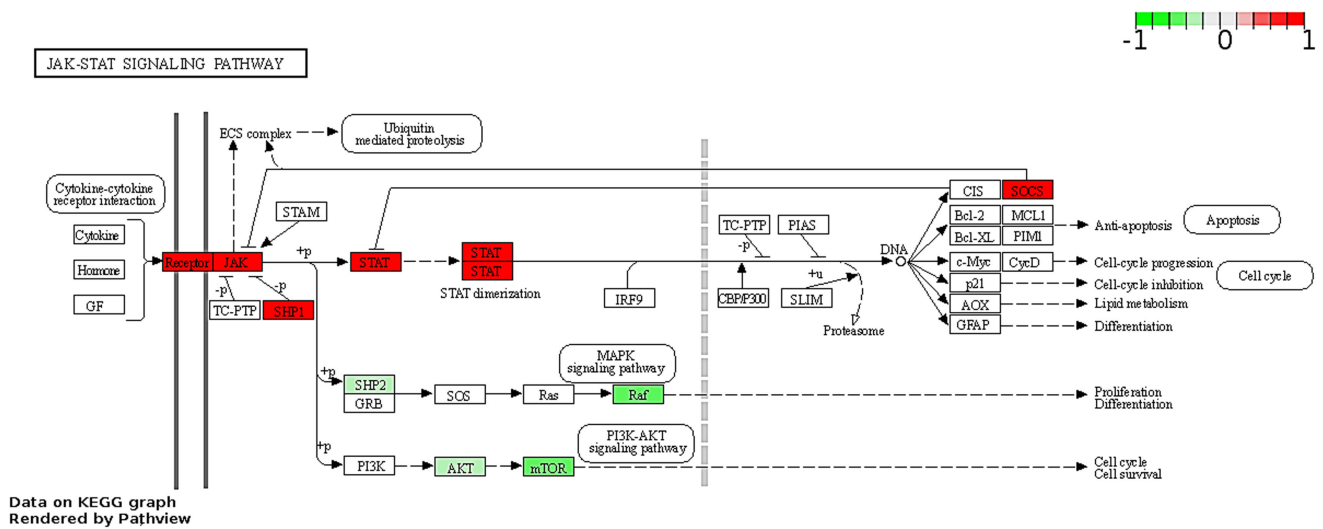 -1 0 1
JAK-STAT SIGNALING PATHWAY
ECS complex
Ubiquitin
mediated proteolysis
Cytokine-cytokine
receptor interaction
Cytokine
Hormone
GF
STAM
Receptor
JAK
+p
STAT
STAT
STAT
STAT dimerization
-p
-p
TC-PTP
SHP1
IRF9
TC-PTP
-p
PIAS
CBP/P300
+u
SLIM
Proteasome
DNA
CIS
SOCS
Bcl-2
MCL1
Bcl-XL
PIM1
Anti-apoptosis
Apoptosis
c-Myc
CycD
Cell-cycle progression
Cell cycle
p21
Cell-cycle inhibition
AOX
Lipid metabolism
GFAP
Differentiation
+p
SHP2
GRB
SOS
Ras
Raf
MAPK
signaling pathway
Proliferation
Differentiation
+p
PI3K
AKT
mTOR
PI3K-AKT
signaling pathway
Cell cycle
Cell survival
Data on KEGG graph
Rendered by Pathview